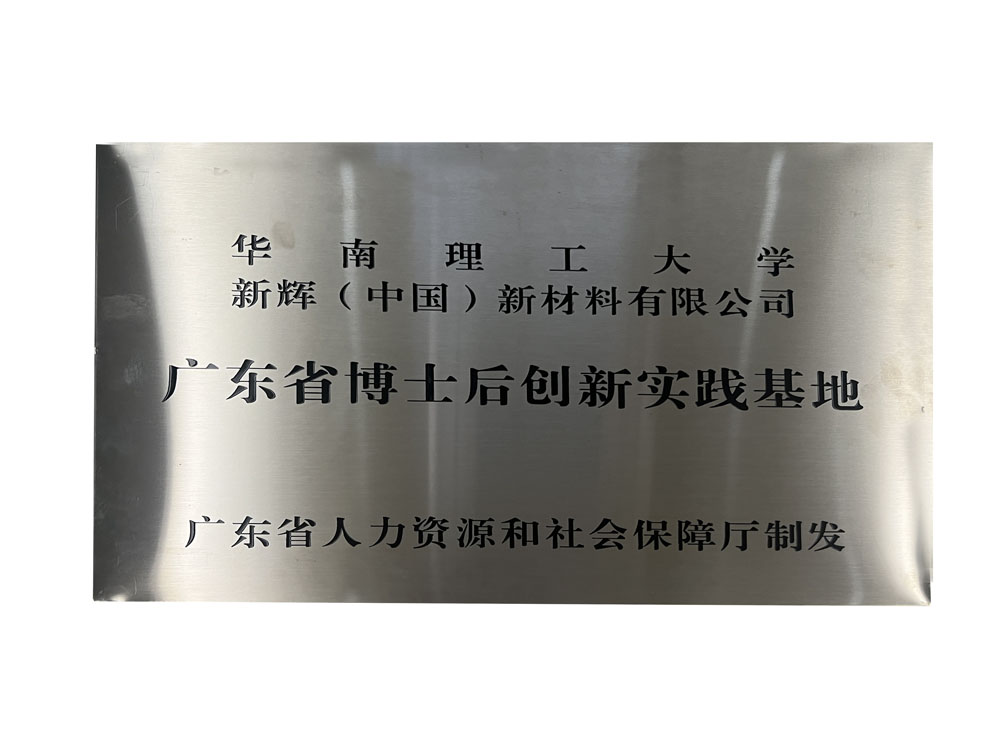 华南理工大学
新辉（中国）新材料有限公司
广东省博士后创新实践基地
广东省人力资源和社会保障厅制发